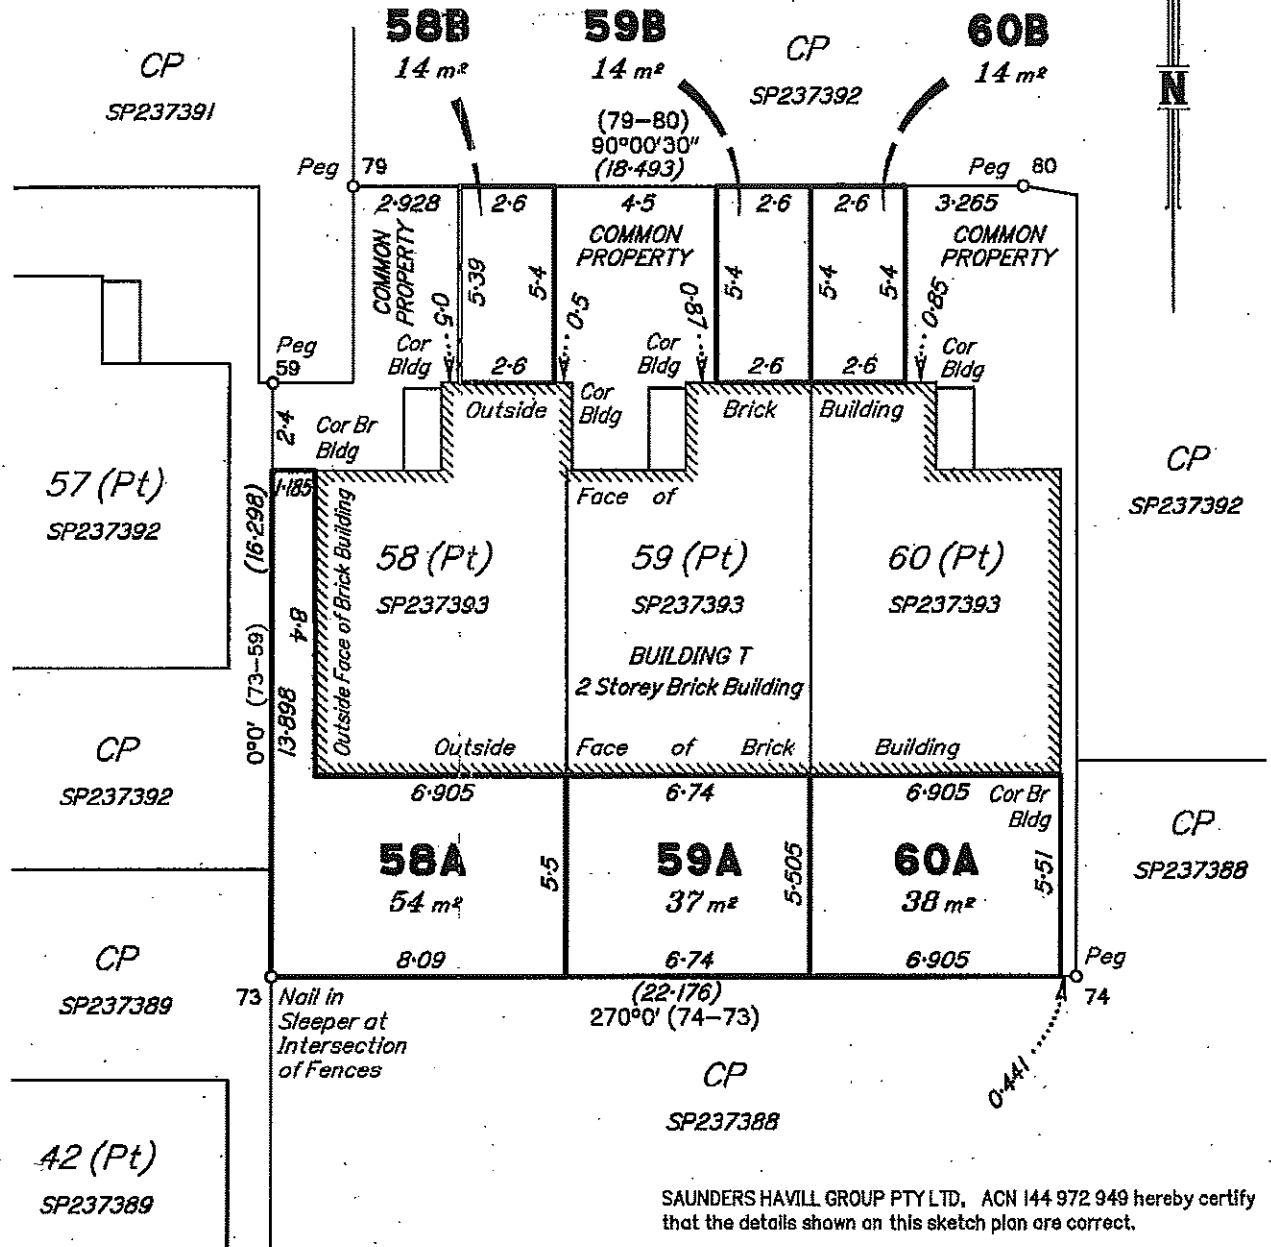 58B
14 m²
59B
14 m²
60B
14 m²
CP
SP237391
CP
SP237392
N
(79–80)
90°00'30"
(18·493)
Peg 79
Peg 80
2·928
2·6
4·5
2·6
2·6
3·265
COMMON
PROPERTY
COMMON
PROPERTY
COMMON
PROPERTY
0·5
5·39
5·4
0·5
0·87
5·4
5·4
5·4
0·85
Peg
59
Cor
Bldg
2·6
Cor
Bldg
Cor
Bldg
2·6
2·6
Cor
Bldg
2·4
Cor Br
Bldg
Outside
Brick
Building
57 (Pt)
SP237392
1·185
Face of
CP
SP237392
(16·298)
0°0' (73–59)
13·898
8·4
Outside Face of Brick Building
58 (Pt)
SP237393
59 (Pt)
SP237393
60 (Pt)
SP237393
BUILDING T
2 Storey Brick Building
Outside Face of Brick Building
CP
SP237392
6·905
6·74
6·905
Cor Br
Bldg
58A
54 m²
5·5
59A
37 m²
5·505
60A
38 m²
5·51
CP
SP237388
8·09
6·74
6·905
CP
SP237389
73
Nail in
Sleeper at
Intersection
of Fences
(22·176)
270°0' (74–73)
Peg
74
0·441
CP
SP237388
42 (Pt)
SP237389
SAUNDERS HAVILL GROUP PTY LTD, ACN 144 972 949 hereby certify
that the details shown on this sketch plan are correct.